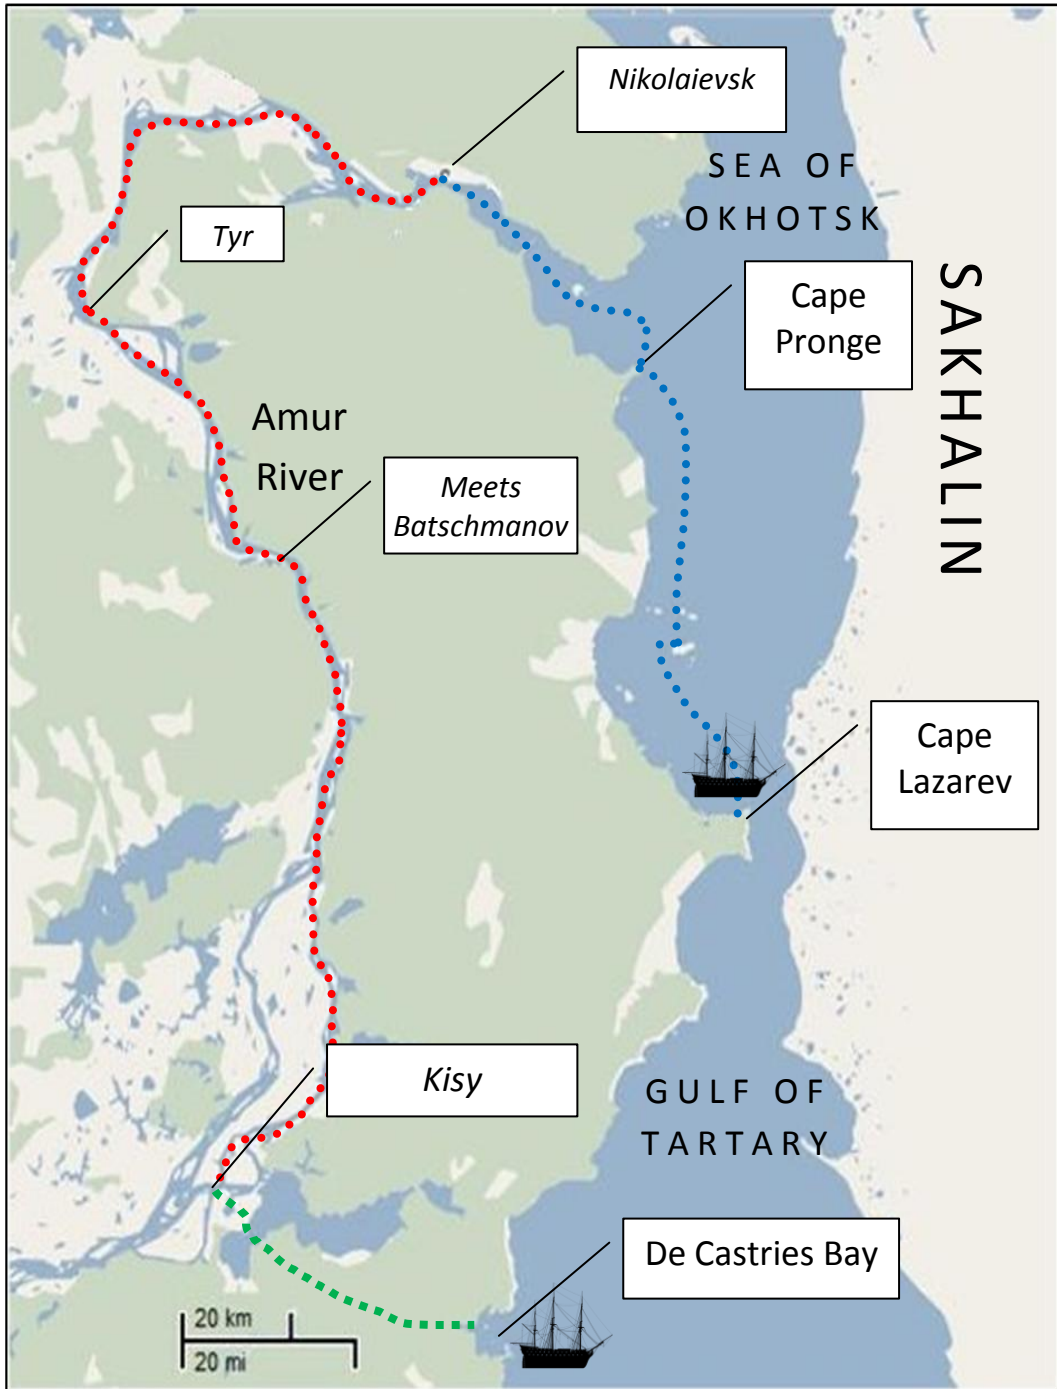 Nikolaievsk
SEA OF
OKHOTSK
Tyr
Cape
Pronge
SAKHALIN
Amur
River
Meets
Batschmanov
Cape
Lazarev
Kisy
GULF OF
TARTARY
De Castries Bay
20 km
20 mi